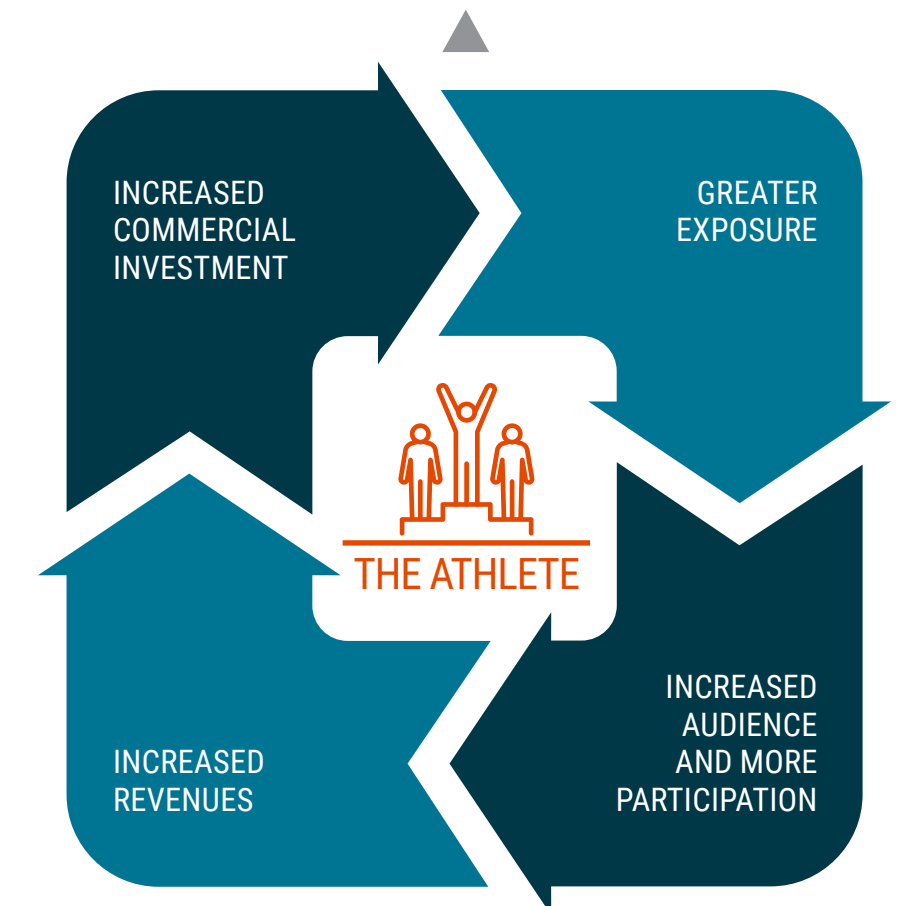 INCREASED
COMMERCIAL
INVESTMENT
GREATER
EXPOSURE
THE ATHLETE
INCREASED
AUDIENCE
AND MORE
PARTICIPATION
INCREASED
REVENUES